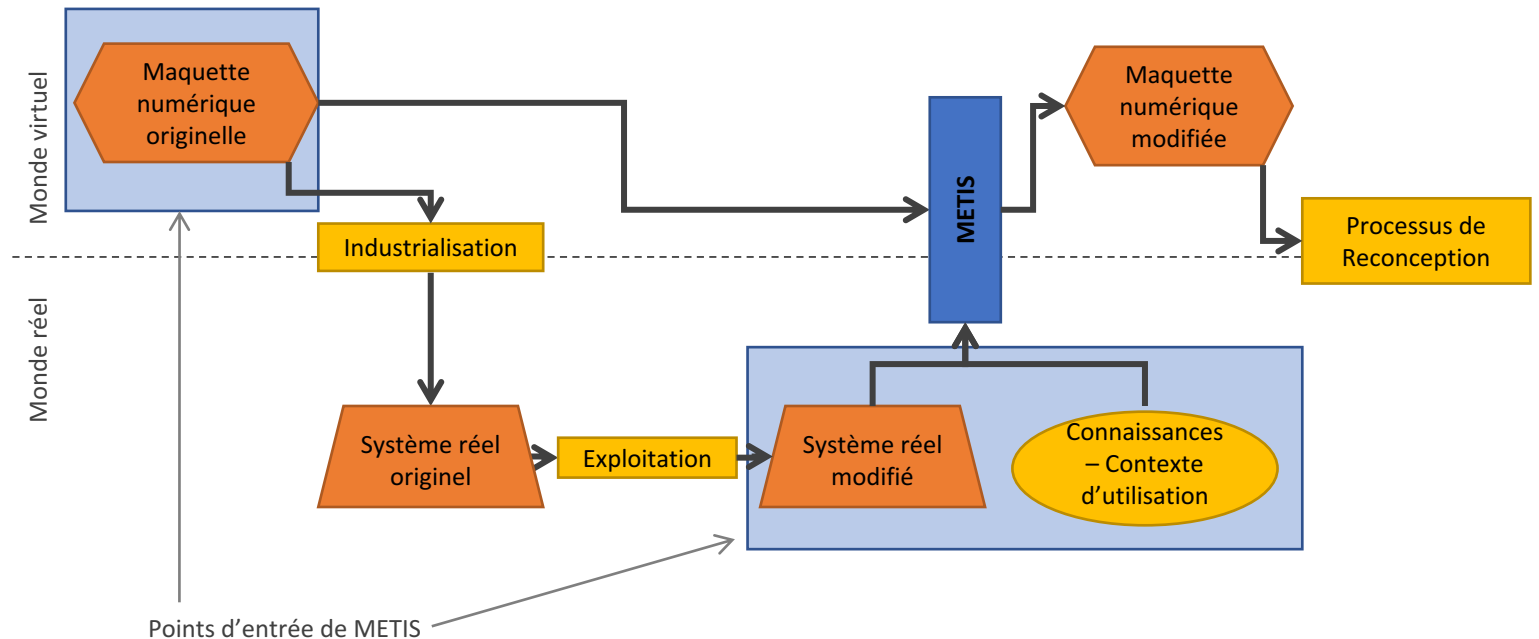 Monde virtuel
Maquette
numérique
originelle
Maquette
numérique
modifiée
METIS
Industrialisation
Processus de
Reconception
Monde réel
Système réel
originel
Exploitation
Système réel
modifié
Connaissances
– Contexte
d’utilisation
Points d’entrée de METIS